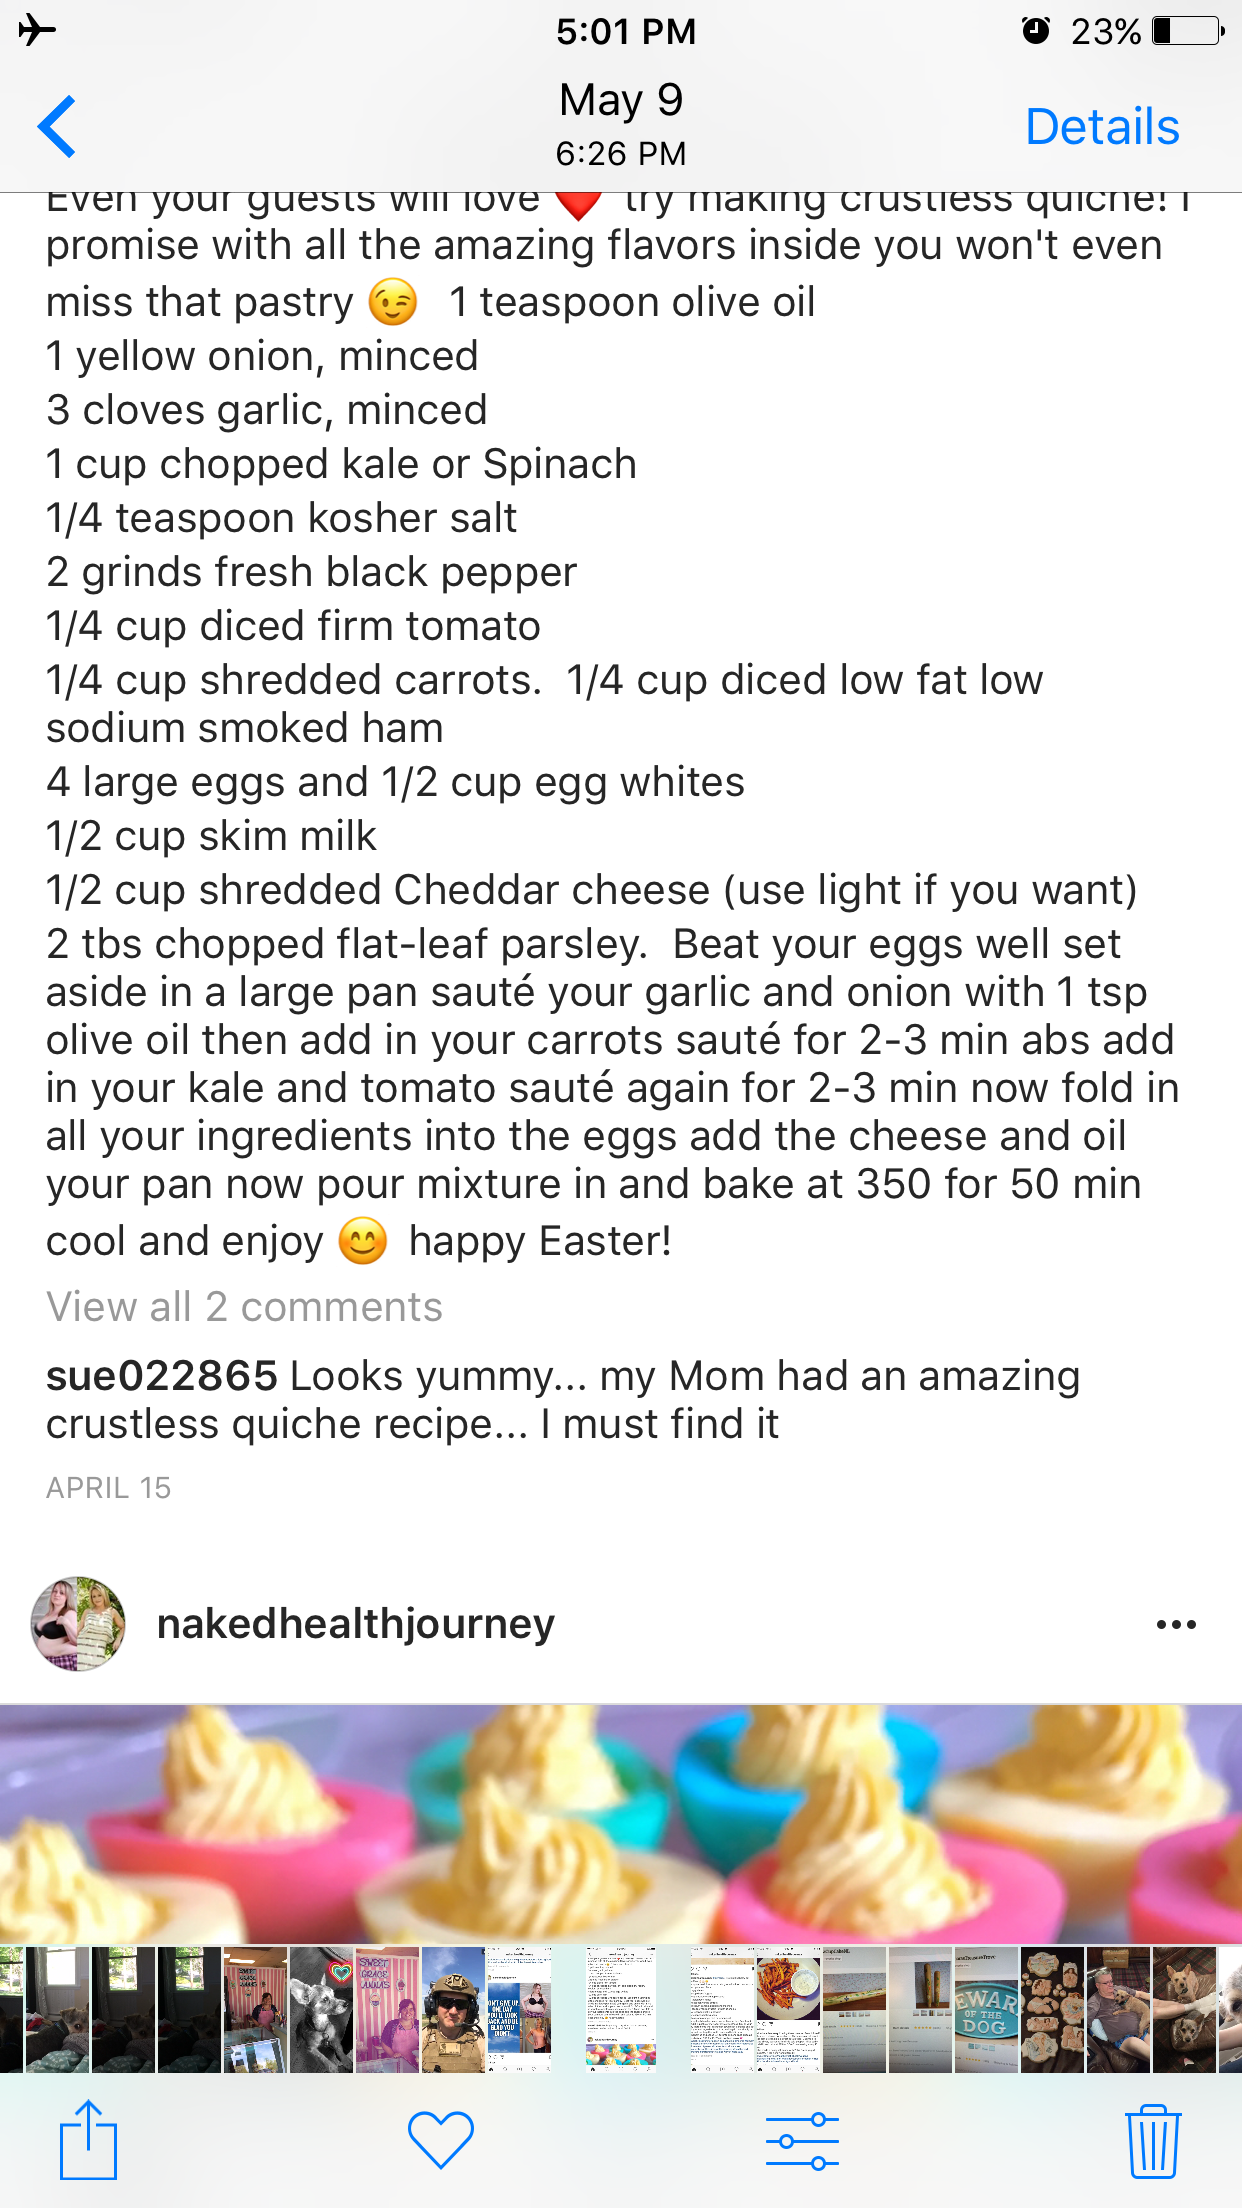 5:01 PM
23%
May 9
6:26 PM
Details
Even your guests will love ❤️ try making crustless quiche! I
promise with all the amazing flavors inside you won't even
miss that pastry 😉 1 teaspoon olive oil
1 yellow onion, minced
3 cloves garlic, minced
1 cup chopped kale or Spinach
1/4 teaspoon kosher salt
2 grinds fresh black pepper
1/4 cup diced firm tomato
1/4 cup shredded carrots. 1/4 cup diced low fat low
sodium smoked ham
4 large eggs and 1/2 cup egg whites
1/2 cup skim milk
1/2 cup shredded Cheddar cheese (use light if you want)
2 tbs chopped flat-leaf parsley. Beat your eggs well set
aside in a large pan sauté your garlic and onion with 1 tsp
olive oil then add in your carrots sauté for 2-3 min abs add
in your kale and tomato sauté again for 2-3 min now fold in
all your ingredients into the eggs add the cheese and oil
your pan now pour mixture in and bake at 350 for 50 min
cool and enjoy 😊 happy Easter!
View all 2 comments
sue022865 Looks yummy... my Mom had an amazing
crustless quiche recipe... I must find it
APRIL 15
nakedhealthjourney
SWEET
GRACE
EWAR
OF THE
DOG